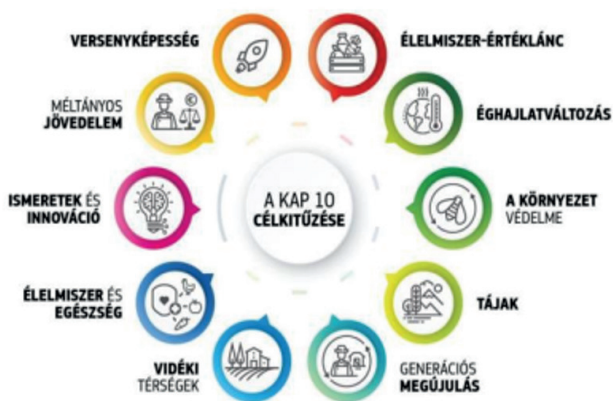 VERSENYKÉPESSÉG
ÉLELMISZER-ÉRTÉKLÁNC
MÉLTÁNYOS
JÖVEDELEM
ÉGHAJLATVÁLTOZÁS
ISMERETEK ÉS
INNOVÁCIÓ
A KAP 10
CÉLKITŰZÉSE
A KÖRNYEZET
VÉDELME
ÉLELMISZER ÉS
EGÉSZSÉG
TÁJAK
VIDÉKI
TÉRSÉGEK
GENERÁCIÓS
MEGÚJULÁS